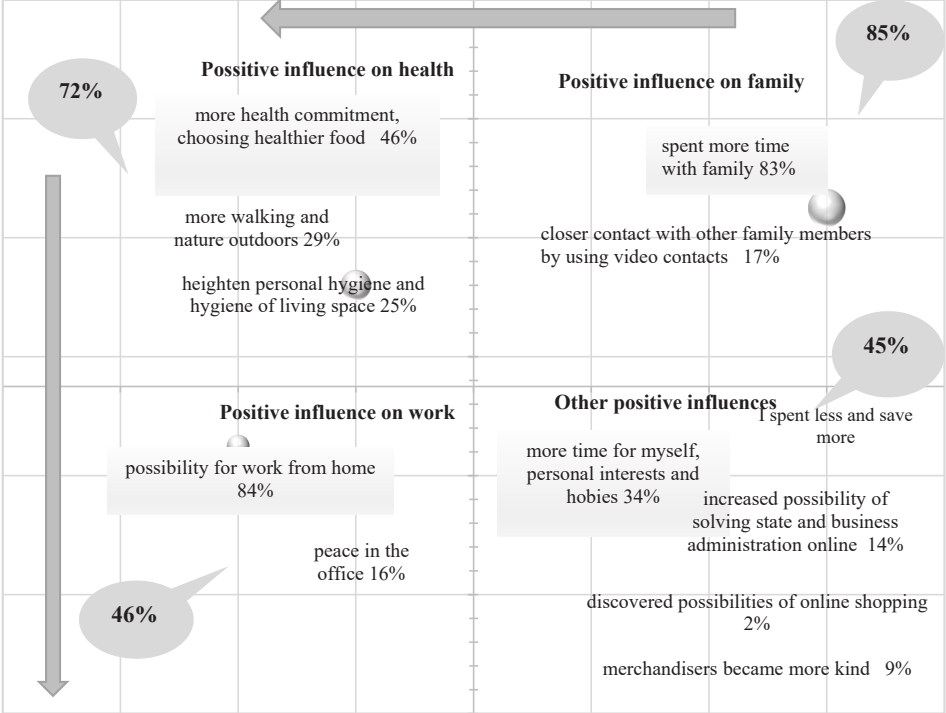 85%
Possitive influence on health
Positive influence on family
72%
more health commitment,
choosing healthier food 46%
spent more time
with family 83%
more walking and
nature outdoors 29%
closer contact with other family members
by using video contacts 17%
heighten personal hygiene and
hygiene of living space 25%
45%
Positive influence on work
Other positive influences
I spent less and save
more
possibility for work from home
84%
more time for myself,
personal interests and
hobies 34%
increased possibility of
solving state and business
administration online 14%
peace in the
office 16%
46%
discovered possibilities of online shopping
2%
merchandisers became more kind 9%